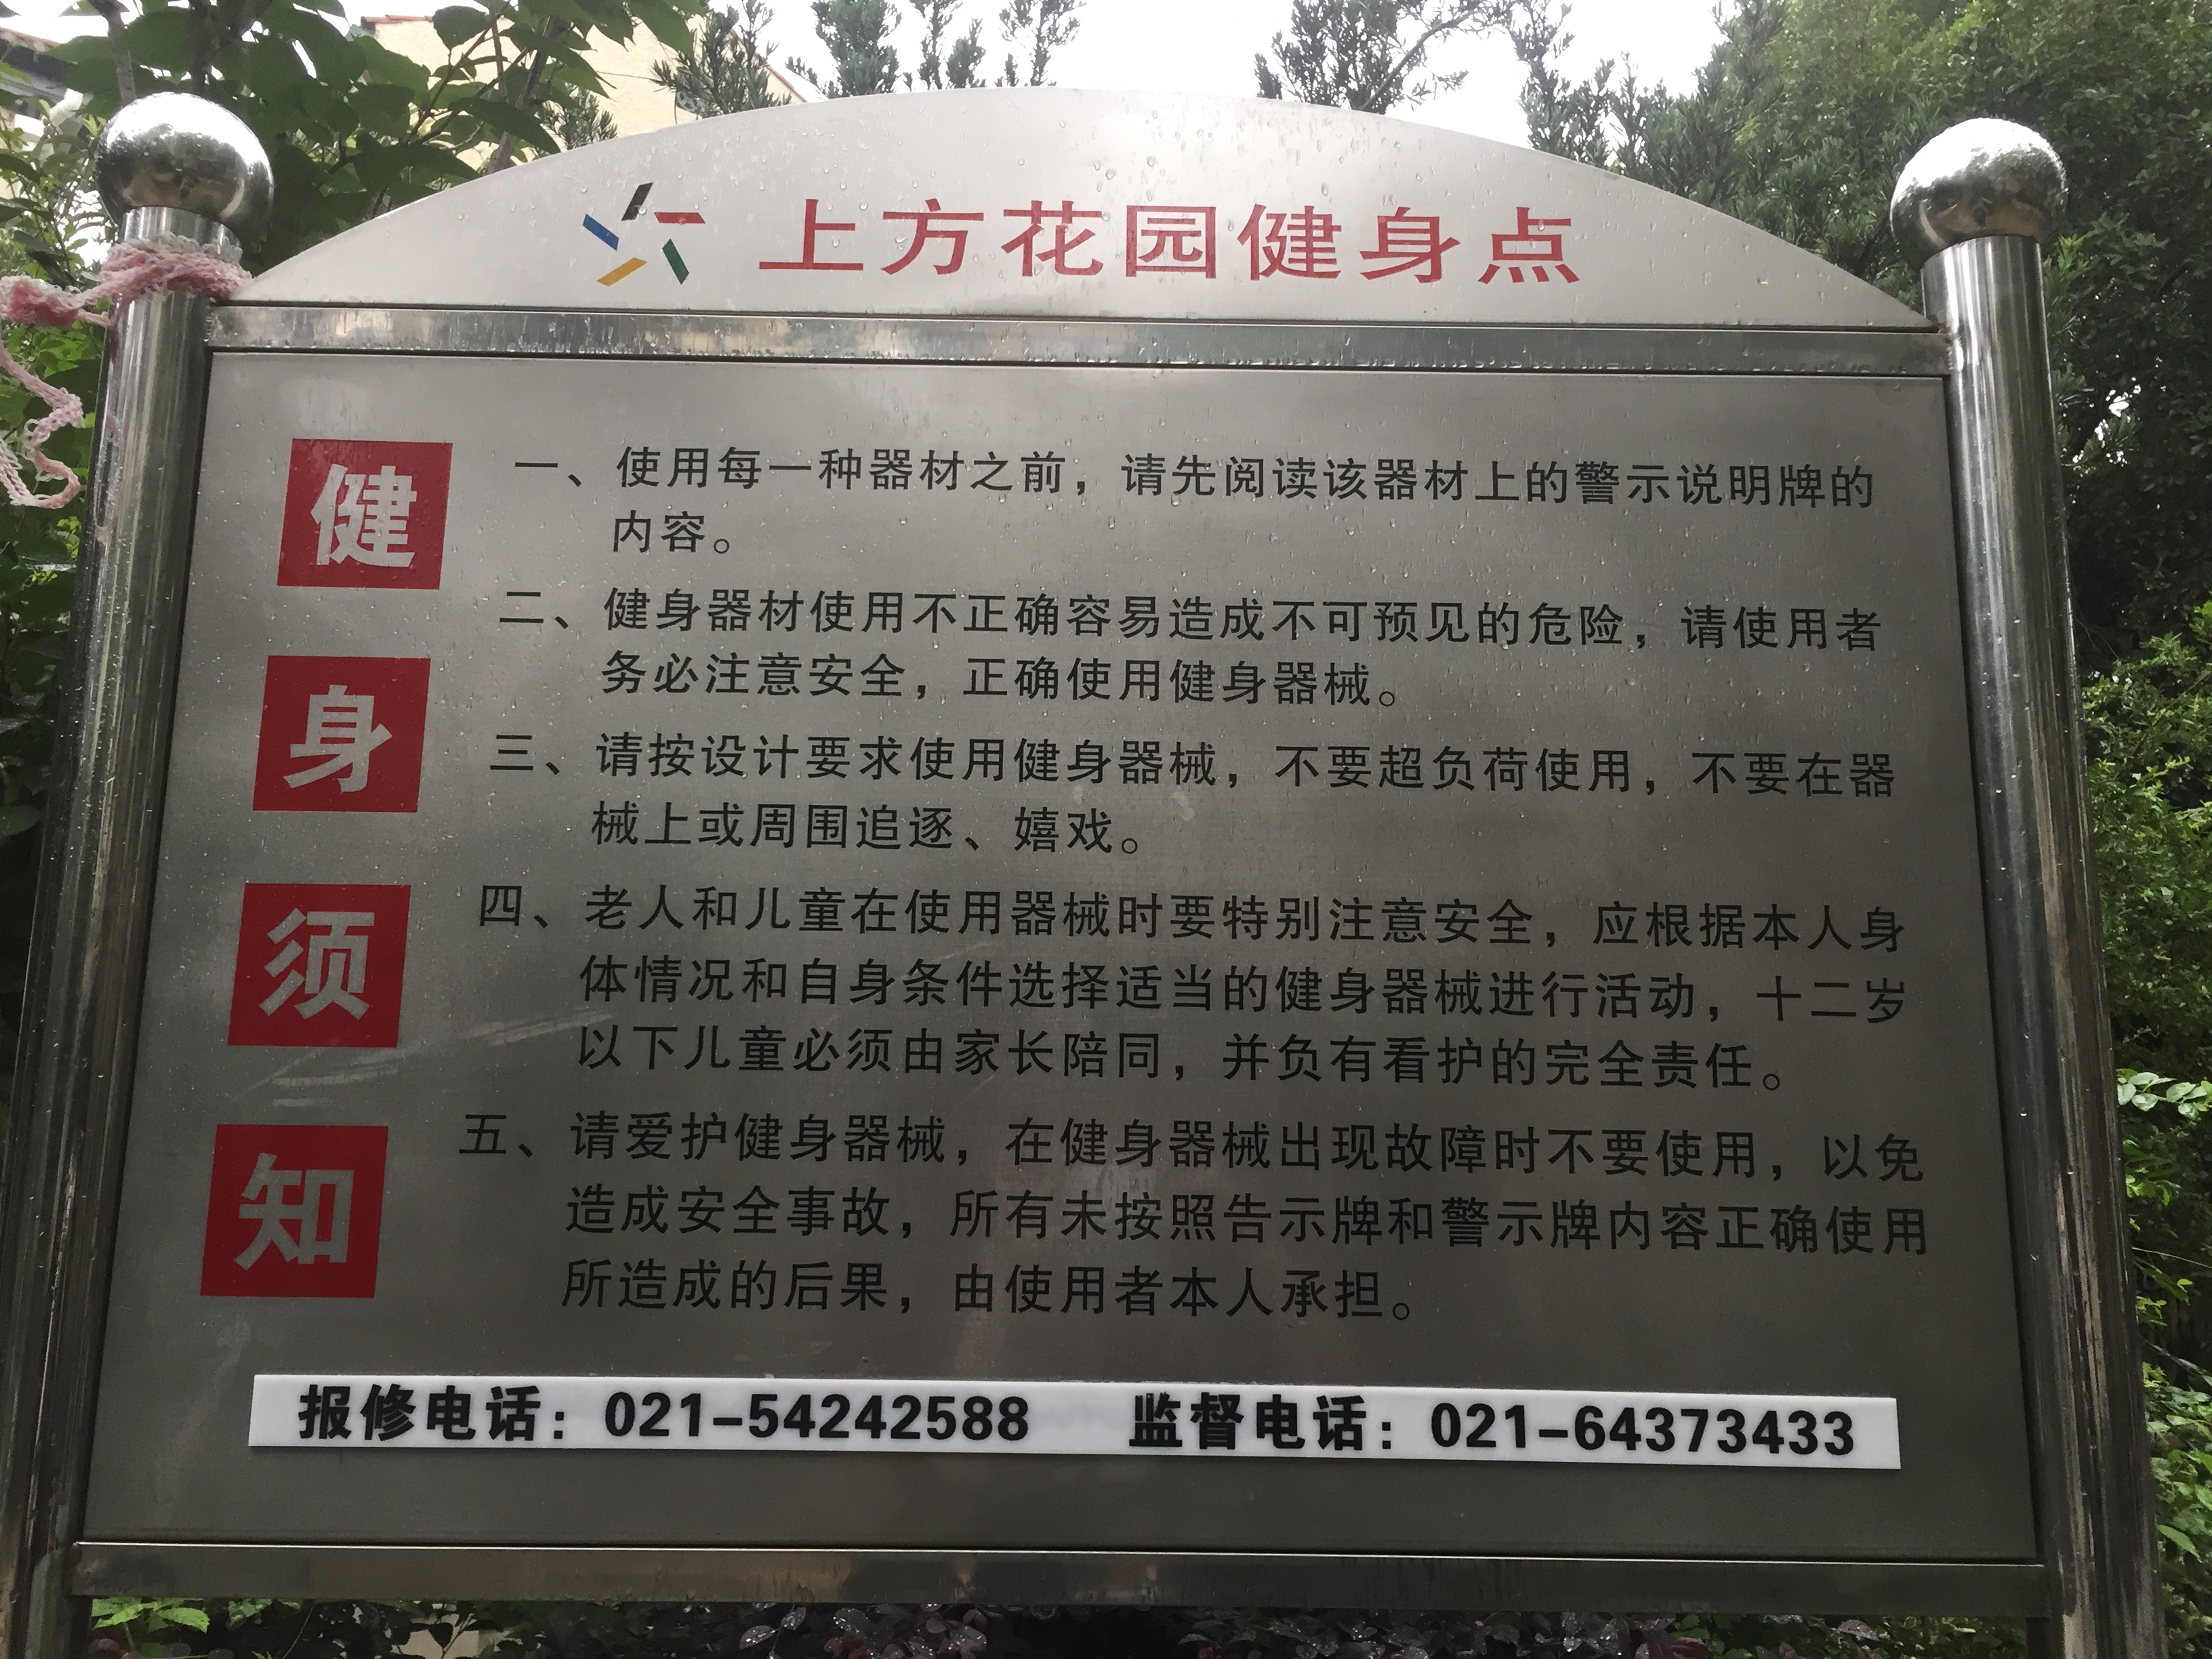 上方花园健身点
健身须知
一、使用每一种器材之前，请先阅读该器材上的警示说明牌的
内容。
二、健身器材使用不正确容易造成不可预见的危险，请使用者
务必注意安全，正确使用健身器械。
三、请按设计要求使用健身器械，不要超负荷使用，不要在器
械上或周围追逐、嬉戏。
四、老人和儿童在使用器械时要特别注意安全，应根据本人身
体情况和自身条件选择适当的健身器械进行活动，十二岁
以下儿童必须由家长陪同，并负有看护的完全责任。
五、请爱护健身器械，在健身器械出现故障时不要使用，以免
造成安全事故，所有未按照告示牌和警示牌内容正确使用
所造成的后果，由使用者本人承担。
报修电话：021-54242588 监督电话：021-64373433